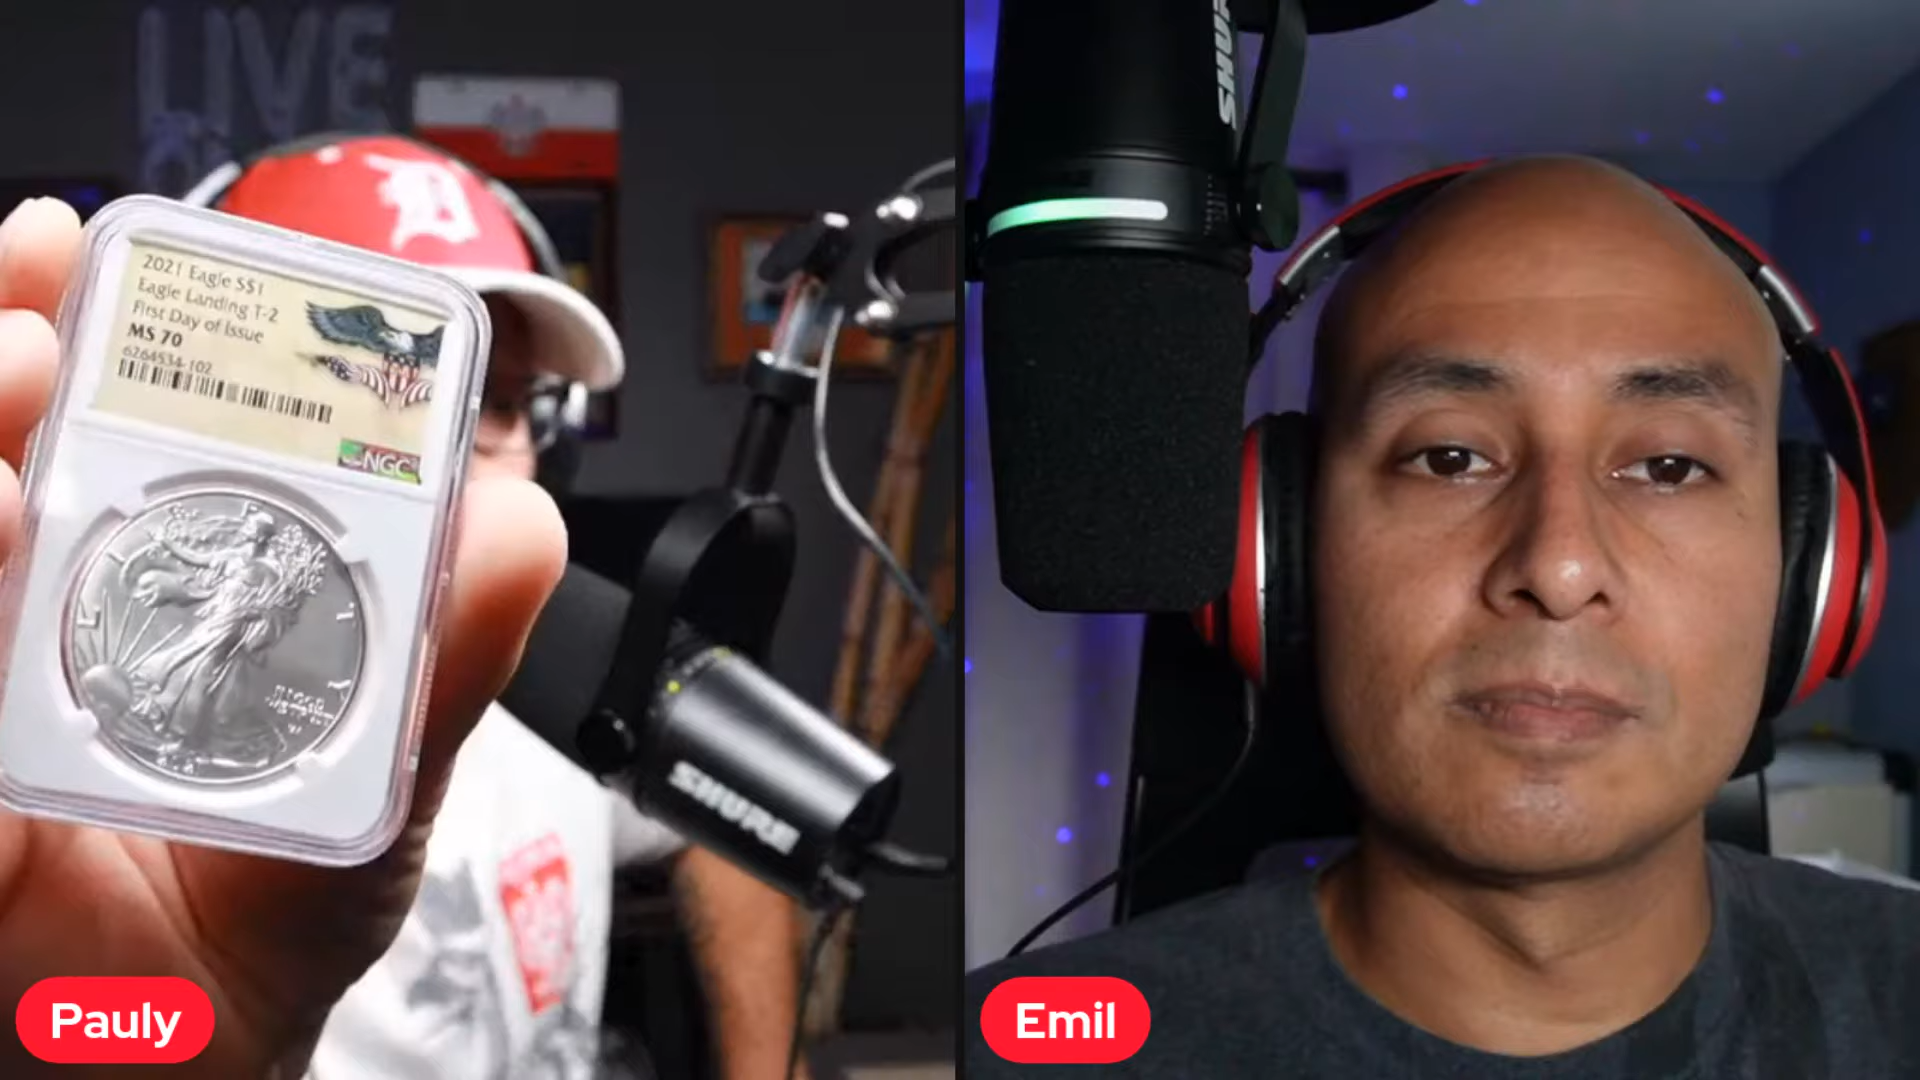 LIVE
D
2021 Eagle S$1
Eagle Landing T-2
First Day of Issue
MS 70
6264534-102
NGC
SHURE
Pauly
SHUR
Emil